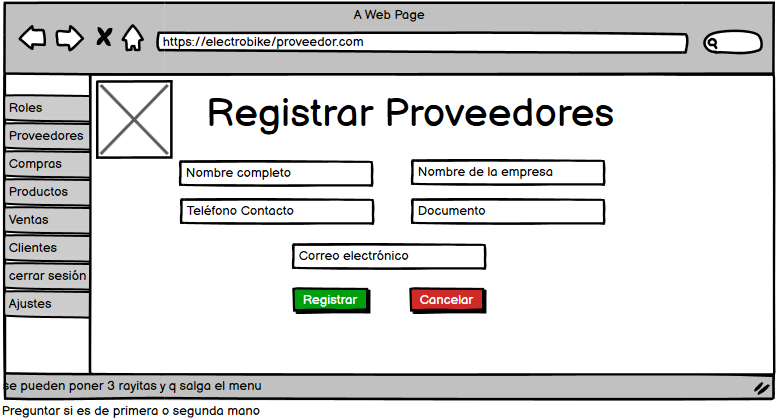 A Web Page
https://electrobike/proveedor.com
Roles
Proveedores
Compras
Productos
Ventas
Clientes
cerrar sesión
Ajustes
Registrar Proveedores
Nombre completo
Nombre de la empresa
Teléfono Contacto
Documento
Correo electrónico
Registrar
Cancelar
se pueden poner 3 rayitas y q salga el menu
Preguntar si es de primera o segunda mano